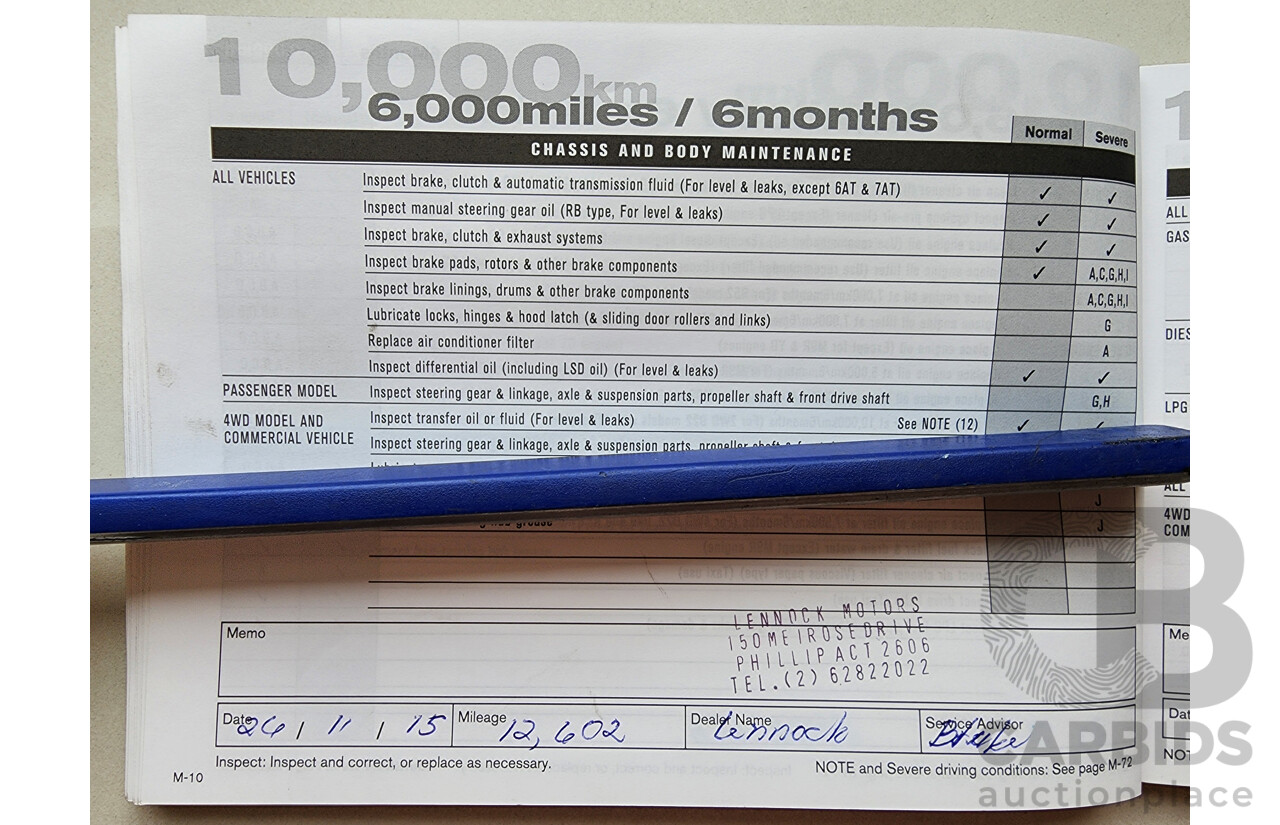 10,000km
6,000miles / 6months
Normal Severe
CHASSIS AND BODY MAINTENANCE
ALL VEHICLES Inspect brake, clutch & automatic transmission fluid (For level & leaks, except 6AT & 7AT) ✓ ✓
Inspect manual steering gear oil (RB type, For level & leaks) ✓ ✓
Inspect brake, clutch & exhaust systems ✓ ✓
Inspect brake pads, rotors & other brake components ✓ A,C,G,H,I
Inspect brake linings, drums & other brake components A,C,G,H,I
Lubricate locks, hinges & hood latch (& sliding door rollers and links) G
Replace air conditioner filter A
Inspect differential oil (including LSD oil) (For level & leaks) ✓ ✓
PASSENGER MODEL Inspect steering gear & linkage, axle & suspension parts, propeller shaft & front drive shaft G,H
4WD MODEL AND
COMMERCIAL VEHICLE
Inspect transfer oil or fluid (For level & leaks) See NOTE (12) ✓ ✓
Inspect steering gear & linkage, axle & suspension parts, propeller shaft &
J
grease J
LENNOCK MOTORS
150MEIROSEDRIVE
PHILLIPACT2606
TEL.(2) 62822022
Memo
Date 26 / 11 / 15 Mileage 12,602 Dealer Name Lennock Service Advisor
Inspect: Inspect and correct, or replace as necessary.
NOTE and Severe driving conditions: See page M-72
M-10
1
ALL
GAS
DIES
LPG
ALL
4WD
COM
Me
Dat
NOT
CARBIDS
auctionplace